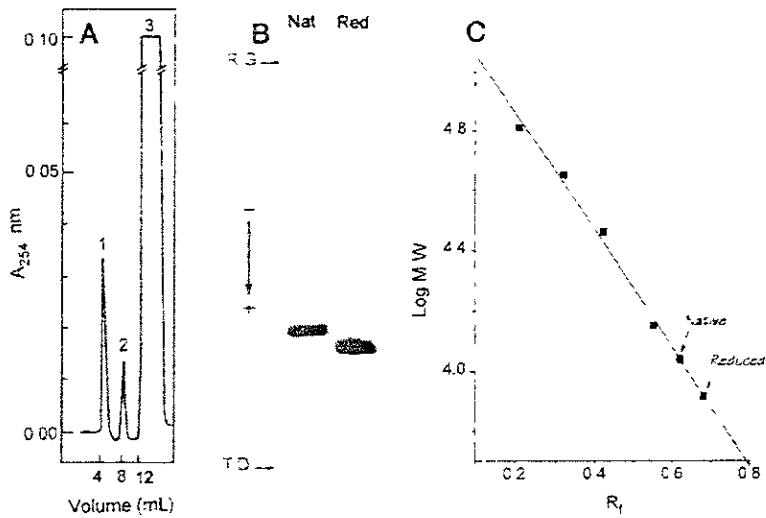 A
0.10
0.05
0.00
A254 nm
1
2
3
4 8 12
Volume (mL)
B
Nat Red
R G
−
+
T D
C
Log M W
4.8
4.4
4.0
Native
Reduced
0.2 0.4 0.6 0.8
Rf